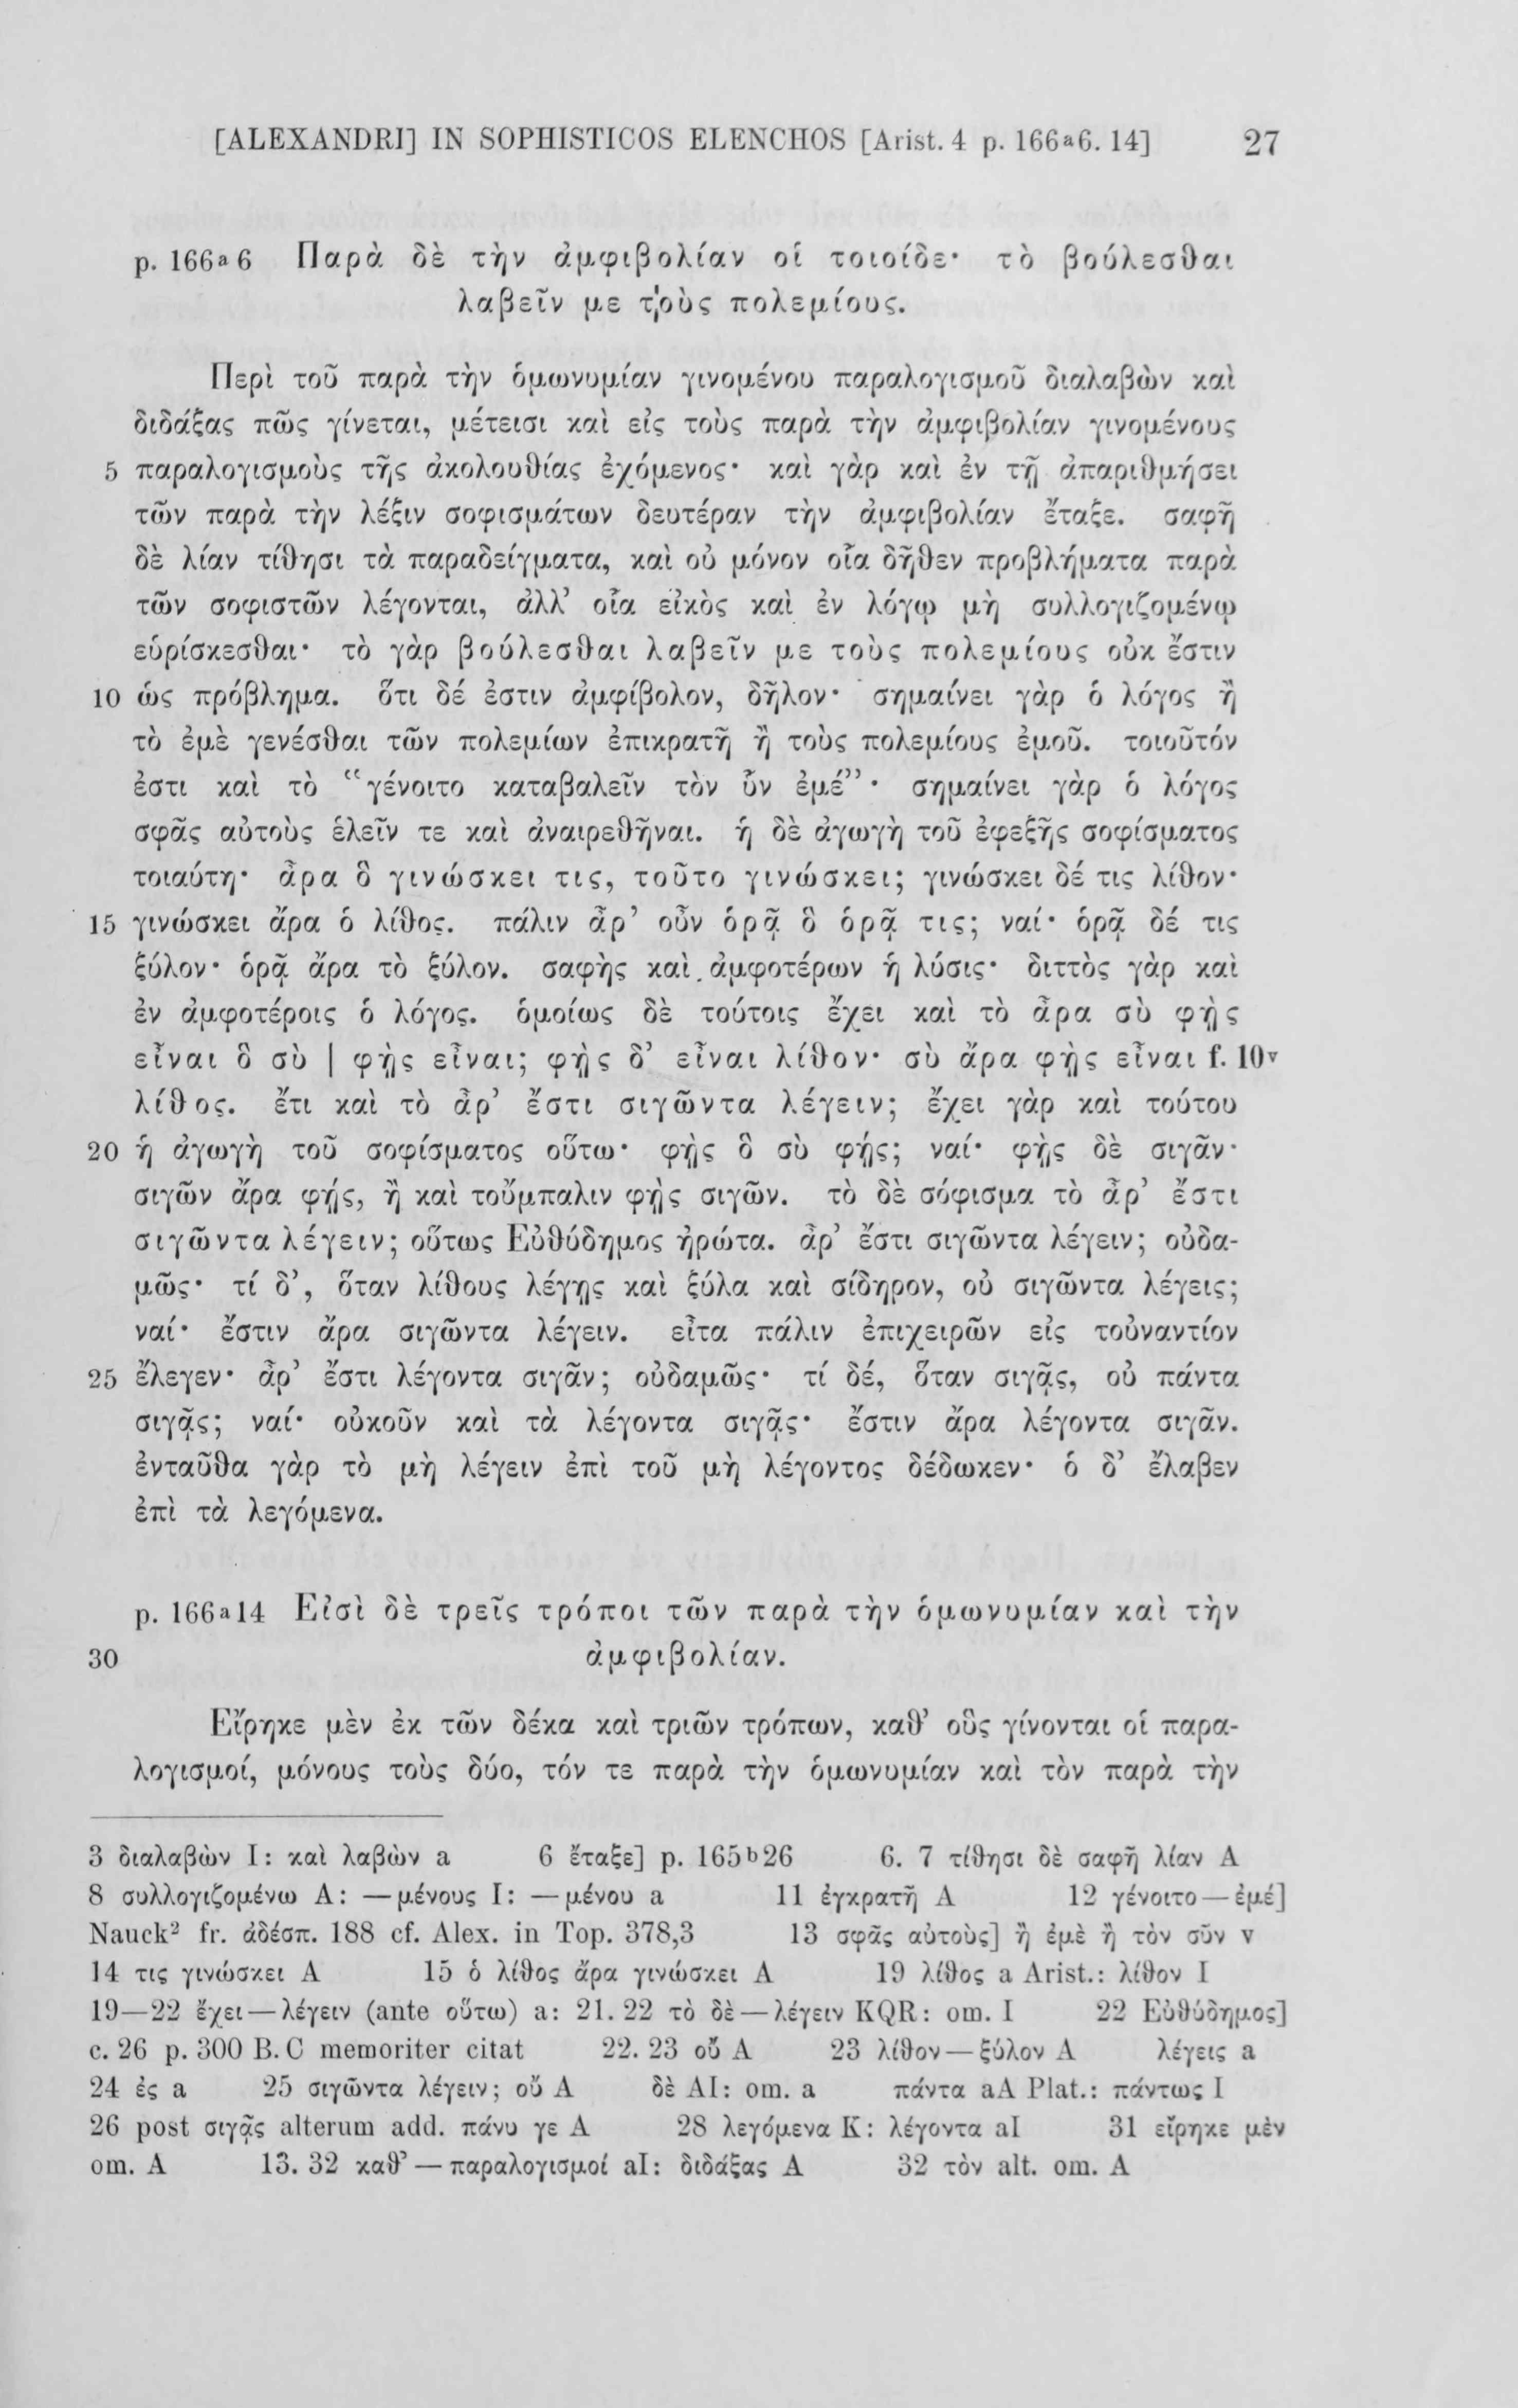 [ALEXANDRI] IN SOPHISTICOS ELENCHOS [Arist. 4 p. 166ᵃ6. 14] 27
p. 166ᵃ6 Παρὰ δὲ τὴν ἀμφιβολίαν οἱ τοιοίδε· τὸ βούλεσθαι
λαβεῖν με τοὺς πολεμίους.
Περὶ τοῦ παρὰ τὴν ὁμωνυμίαν γινομένου παραλογισμοῦ διαλαβὼν καὶ
διδάξας πῶς γίνεται, μέτεισι καὶ εἰς τοὺς παρὰ τὴν ἀμφιβολίαν γινομένους
5 παραλογισμοὺς τῆς ἀκολουθίας ἐχόμενος· καὶ γὰρ καὶ ἐν τῇ ἀπαριθμήσει
τῶν παρὰ τὴν λέξιν σοφισμάτων δευτέραν τὴν ἀμφιβολίαν ἔταξε. σαφῆ
δὲ λίαν τίθησι τὰ παραδείγματα, καὶ οὐ μόνον οἷα δῆθεν προβλήματα παρὰ
τῶν σοφιστῶν λέγονται, ἀλλ’ οἷα εἰκὸς καὶ ἐν λόγῳ μὴ συλλογιζομένῳ
εὑρίσκεσθαι· τὸ γὰρ βούλεσθαι λαβεῖν με τοὺς πολεμίους οὐκ ἔστιν
10 ὡς πρόβλημα. ὅτι δέ ἐστιν ἀμφίβολον, δῆλον· σημαίνει γὰρ ὁ λόγος ἢ
τὸ ἐμὲ γενέσθαι τῶν πολεμίων ἐπικρατῆ ἢ τοὺς πολεμίους ἐμοῦ. τοιοῦτόν
ἐστι καὶ τὸ “γένοιτο καταβαλεῖν τὸν ὗν ἐμέ”· σημαίνει γὰρ ὁ λόγος
σφᾶς αὐτοὺς ἑλεῖν τε καὶ ἀναιρεθῆναι. ἡ δὲ ἀγωγὴ τοῦ ἐφεξῆς σοφίσματος
τοιαύτη· ἆρα ὃ γινώσκει τις, τοῦτο γινώσκει; γινώσκει δέ τις λίθον·
15 γινώσκει ἄρα ὁ λίθος. πάλιν ἆρ’ οὖν ὁρᾷ ὃ ὁρᾷ τις; ναί· ὁρᾷ δέ τις
ξύλον· ὁρᾷ ἄρα τὸ ξύλον. σαφὴς καὶ ἀμφοτέρων ἡ λύσις· διττὸς γὰρ καὶ
ἐν ἀμφοτέροις ὁ λόγος. ὁμοίως δὲ τούτοις ἔχει καὶ τὸ ἆρα σὺ φῂς
εἶναι ὃ σὺ | φῂς εἶναι; φῂς δ’ εἶναι λίθον· σὺ ἄρα φῂς εἶναι f. 10ᵛ
λίθος. ἔτι καὶ τὸ ἆρ’ ἔστι σιγῶντα λέγειν; ἔχει γὰρ καὶ τούτου
20 ἡ ἀγωγὴ τοῦ σοφίσματος οὕτω· φῂς ὃ σὺ φῄς; ναί· φῂς δὲ σιγᾶν·
σιγῶν ἄρα φῄς, ἢ καὶ τοὔμπαλιν φῂς σιγῶν. τὸ δὲ σόφισμα τὸ ἆρ’ ἔστι
σιγῶντα λέγειν; οὕτως Εὐθύδημος ἠρώτα. ἆρ’ ἔστι σιγῶντα λέγειν; οὐδα-
μῶς· τί δ’, ὅταν λίθους λέγῃς καὶ ξύλα καὶ σίδηρον, οὐ σιγῶντα λέγεις;
ναί· ἔστιν ἄρα σιγῶντα λέγειν. εἶτα πάλιν ἐπιχειρῶν εἰς τοὐναντίον
25 ἔλεγεν· ἆρ’ ἔστι λέγοντα σιγᾶν; οὐδαμῶς· τί δέ, ὅταν σιγᾷς, οὐ πάντα
σιγᾷς; ναί· οὐκοῦν καὶ τὰ λέγοντα σιγᾷς· ἔστιν ἄρα λέγοντα σιγᾶν.
ἐνταῦθα γὰρ τὸ μὴ λέγειν ἐπὶ τοῦ μὴ λέγοντος δέδωκεν· ὁ δ’ ἔλαβεν
ἐπὶ τὰ λεγόμενα.
p. 166ᵃ14 Εἰσὶ δὲ τρεῖς τρόποι τῶν παρὰ τὴν ὁμωνυμίαν καὶ τὴν
30 ἀμφιβολίαν.
Εἴρηκε μὲν ἐκ τῶν δέκα καὶ τριῶν τρόπων, καθ’ οὓς γίνονται οἱ παρα-
λογισμοί, μόνους τοὺς δύο, τόν τε παρὰ τὴν ὁμωνυμίαν καὶ τὸν παρὰ τὴν
3 διαλαβὼν I: καὶ λαβὼν a 6 ἔταξε] p. 165ᵇ26 6. 7 τίθησι δὲ σαφῆ λίαν A
8 συλλογιζομένω A: —μένους I: —μένου a 11 ἐγκρατῆ A 12 γένοιτο — ἐμέ]
Nauck² fr. ἀδέσπ. 188 cf. Alex. in Top. 378,3 13 σφᾶς αὐτοὺς] ἢ ἐμὲ ἢ τὸν σῦν v
14 τις γινώσκει A 15 ὁ λίθος ἄρα γινώσκει A 19 λίθος a Arist.: λίθον I
19—22 ἔχει — λέγειν (ante οὕτω) a: 21. 22 τὸ δὲ — λέγειν KQR: om. I 22 Εὐθύδημος]
c. 26 p. 300 B. C memoriter citat 22. 23 οὔ A 23 λίθον — ξύλον A λέγεις a
24 ἐς a 25 σιγῶντα λέγειν; οὔ A δὲ AI: om. a πάντα aA Plat.: πάντως I
26 post σιγᾷς alterum add. πάνυ γε A 28 λεγόμενα K: λέγοντα aI 31 εἴρηκε μὲν
om. A 13. 32 καθ’ — παραλογισμοί aI: διδάξας A 32 τὸν alt. om. A